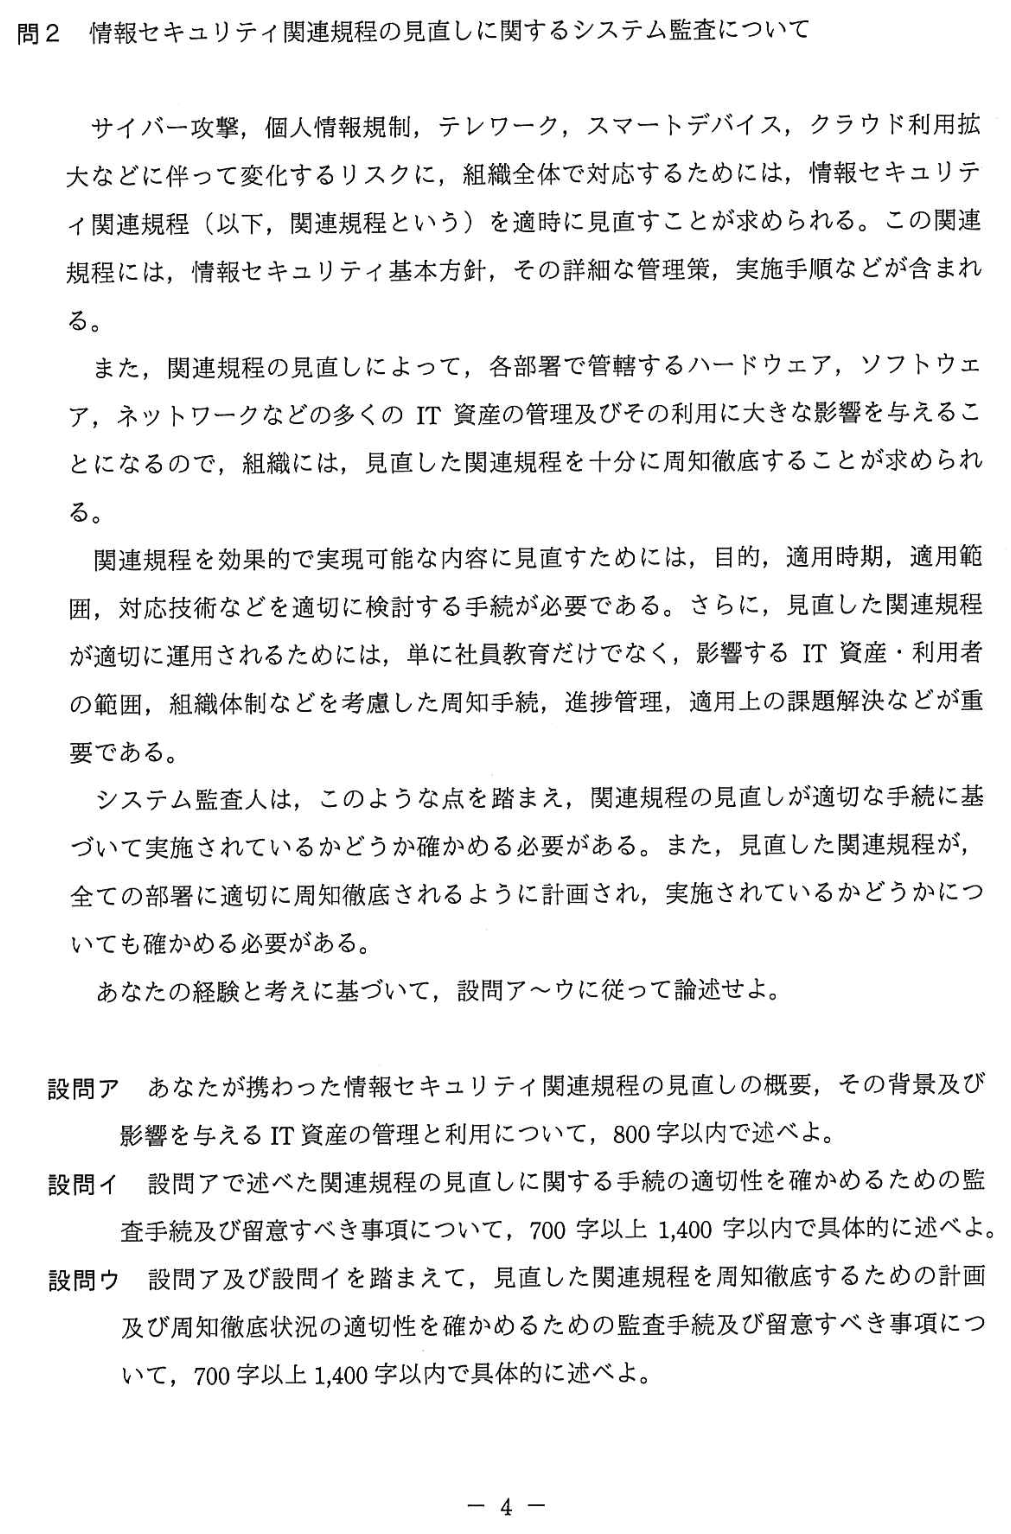 問2　情報セキュリティ関連規程の見直しに関するシステム監査について
サイバー攻撃，個人情報規制，テレワーク，スマートデバイス，クラウド利用拡
大などに伴って変化するリスクに，組織全体で対応するためには，情報セキュリテ
ィ関連規程（以下，関連規程という）を適時に見直すことが求められる。この関連
規程には，情報セキュリティ基本方針，その詳細な管理策，実施手順などが含まれ
る。
また，関連規程の見直しによって，各部署で管轄するハードウェア，ソフトウェ
ア，ネットワークなどの多くの IT 資産の管理及びその利用に大きな影響を与えるこ
とになるので，組織には，見直した関連規程を十分に周知徹底することが求められ
る。
関連規程を効果的で実現可能な内容に見直すためには，目的，適用時期，適用範
囲，対応技術などを適切に検討する手続が必要である。さらに，見直した関連規程
が適切に運用されるためには，単に社員教育だけでなく，影響する IT 資産・利用者
の範囲，組織体制などを考慮した周知手続，進捗管理，適用上の課題解決などが重
要である。
システム監査人は，このような点を踏まえ，関連規程の見直しが適切な手続に基
づいて実施されているかどうか確かめる必要がある。また，見直した関連規程が，
全ての部署に適切に周知徹底されるように計画され，実施されているかどうかにつ
いても確かめる必要がある。
あなたの経験と考えに基づいて，設問ア～ウに従って論述せよ。
設問ア　あなたが携わった情報セキュリティ関連規程の見直しの概要，その背景及び
影響を与える IT 資産の管理と利用について，800 字以内で述べよ。
設問イ　設問アで述べた関連規程の見直しに関する手続の適切性を確かめるための監
査手続及び留意すべき事項について，700 字以上 1,400 字以内で具体的に述べよ。
設問ウ　設問ア及び設問イを踏まえて，見直した関連規程を周知徹底するための計画
及び周知徹底状況の適切性を確かめるための監査手続及び留意すべき事項につ
いて，700 字以上 1,400 字以内で具体的に述べよ。
－ 4 －